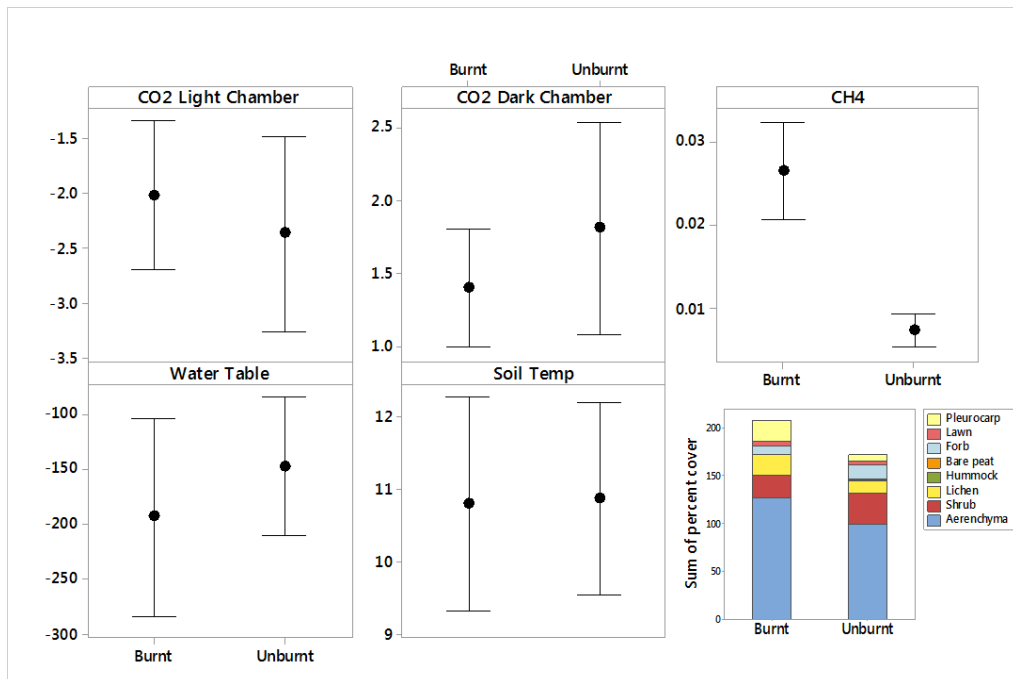 Burnt Unburnt
CO2 Light Chamber
-1.5
-2.0
-2.5
-3.0
-3.5
CO2 Dark Chamber
2.5
2.0
1.5
1.0
CH4
0.03
0.02
0.01
Burnt Unburnt
Water Table
-100
-150
-200
-250
-300
Burnt Unburnt
Soil Temp
12
11
10
9
Sum of percent cover
200
150
100
50
0
Burnt Unburnt
Pleurocarp
Lawn
Forb
Bare peat
Hummock
Lichen
Shrub
Aerenchyma